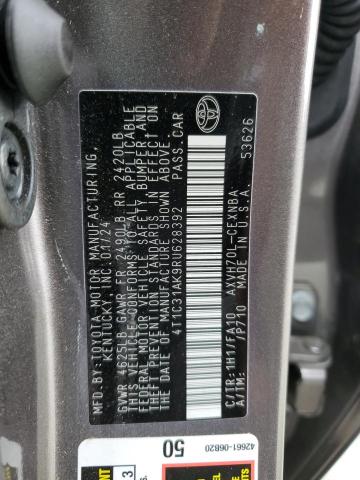 MFD. BY: TOYOTA MOTOR MANUFACTURING,
KENTUCKY, INC. 01/24
GVWR 4625LB GAWR FR 2490LB RR 2420LB
THIS VEHICLE CONFORMS TO ALL APPLICABLE
FEDERAL MOTOR VEHICLE SAFETY, BUMPER, AND
THEFT PREVENTION STANDARDS IN EFFECT ON
THE DATE OF MANUFACTURE SHOWN ABOVE.
4T1C31AK9RU628392 PASS.CAR
C/TR:1H1/FA10 AXVH70L-CEXNBA
A/TM: /P710 MADE IN U.S.A.
53626
42661-06B20
50
3